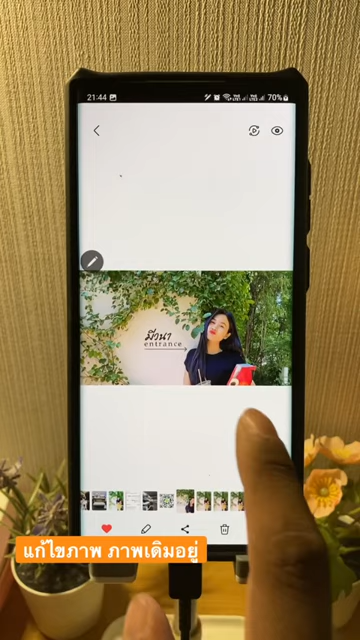 21:44
70%
มีวนา
entrance
แก้ไขภาพ ภาพเดิมอยู่